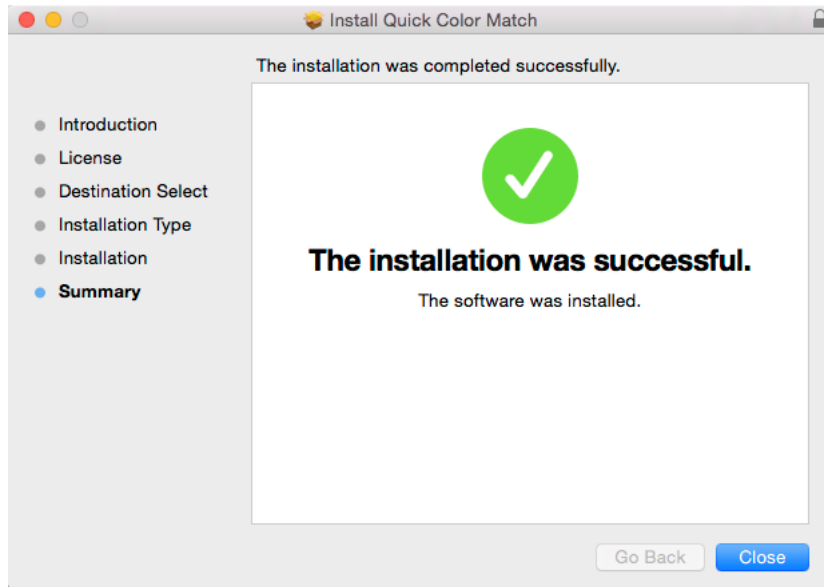 Install Quick Color Match
The installation was completed successfully.
Introduction
License
Destination Select
Installation Type
Installation
Summary
The installation was successful.
The software was installed.
Go Back
Close